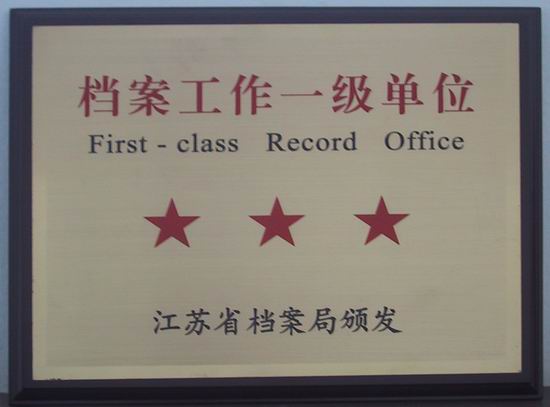 档案工作一级单位
First - class Record Office
江苏省档案局颁发